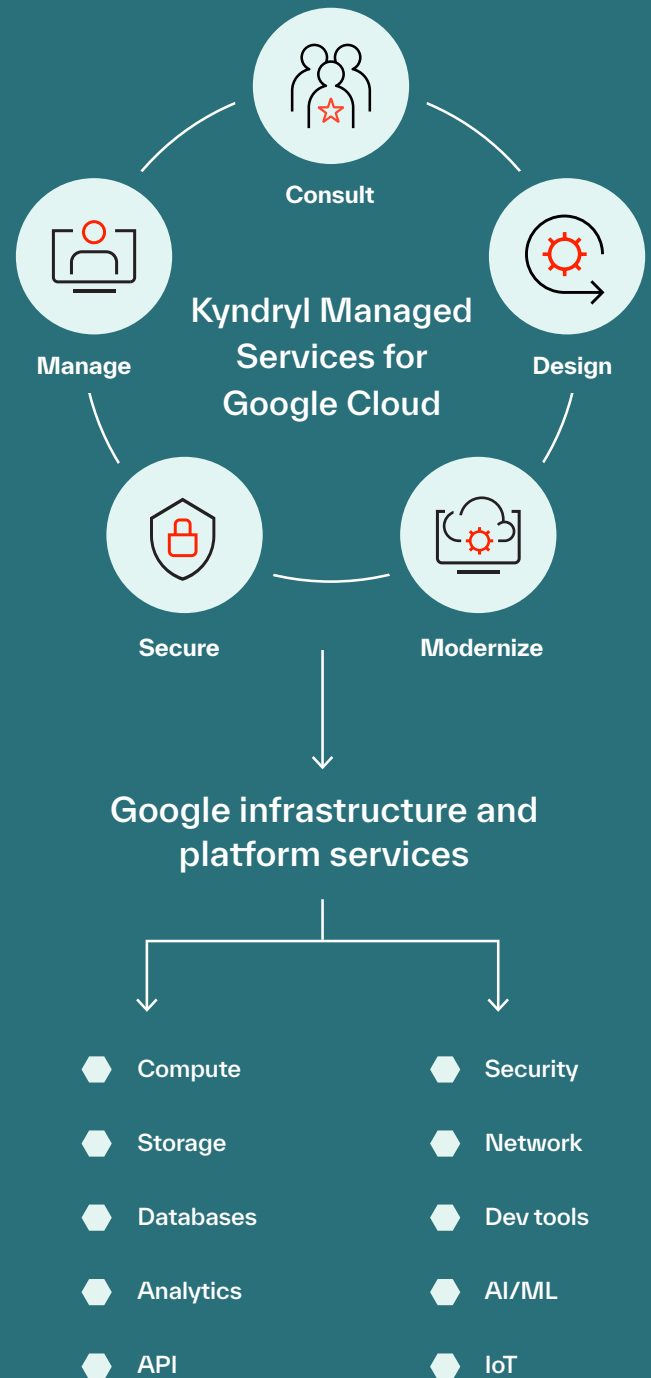 Consult
Manage
Design
Kyndryl Managed
Services for
Google Cloud
Secure
Modernize
Google infrastructure and
platform services
Compute
Storage
Databases
Analytics
API
Security
Network
Dev tools
AI/ML
IoT